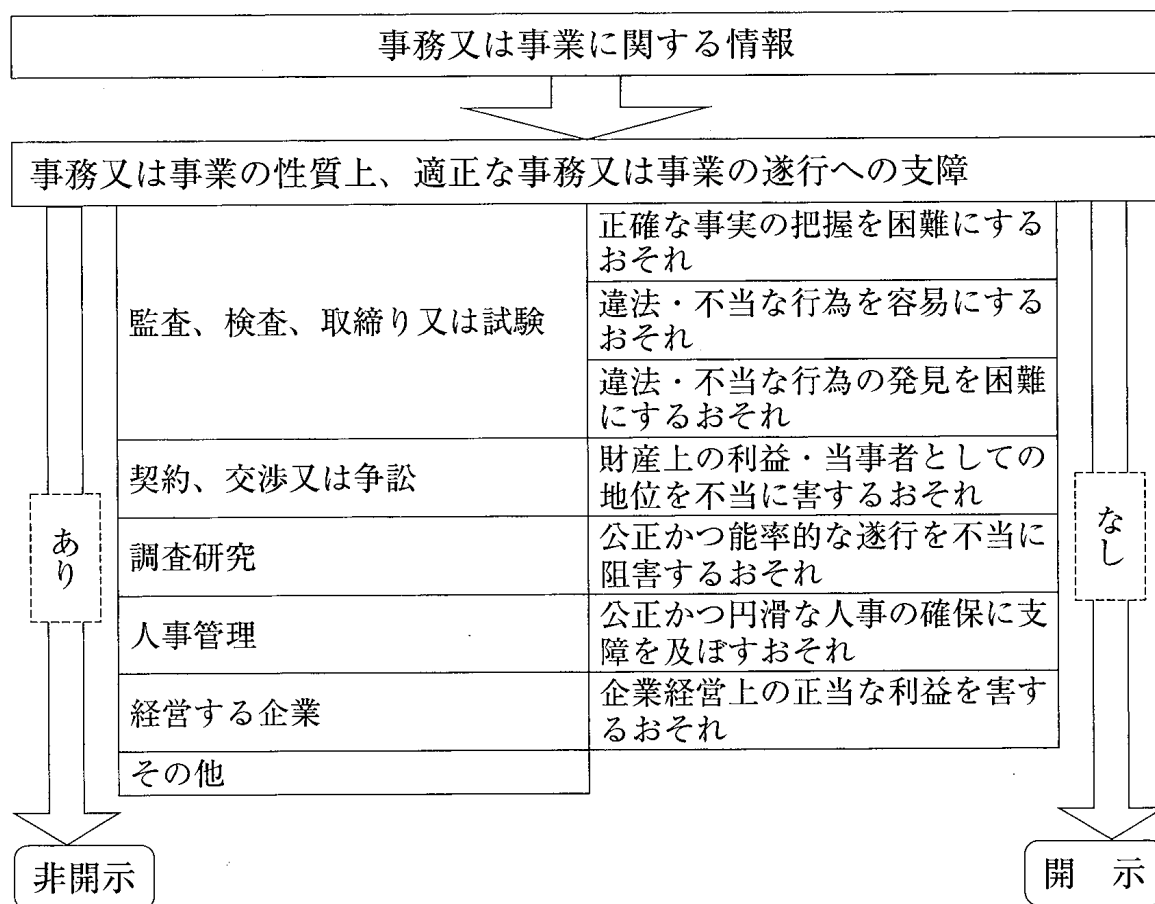 事務又は事業に関する情報
事務又は事業の性質上、適正な事務又は事業の遂行への支障
監査、検査、取締り又は試験
正確な事実の把握を困難にする
おそれ
違法・不当な行為を容易にする
おそれ
違法・不当な行為の発見を困難
にするおそれ
契約、交渉又は争訟
財産上の利益・当事者としての
地位を不当に害するおそれ
調査研究
公正かつ能率的な遂行を不当に
阻害するおそれ
人事管理
公正かつ円滑な人事の確保に支
障を及ぼすおそれ
経営する企業
企業経営上の正当な利益を害す
るおそれ
その他
あり
なし
非開示
開　示